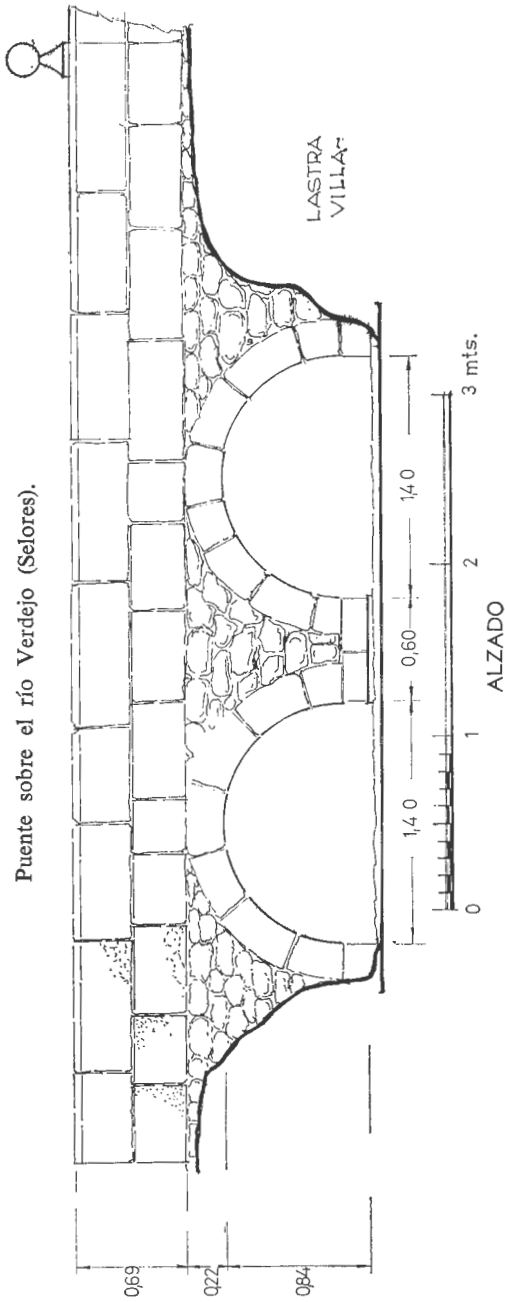 Puente sobre el río Verdejo (Selores).
0,69
0,22
0,84
LASTRA
VILLA~
1,40
0,60
1,40
0
1
2
3 mts.
ALZADO